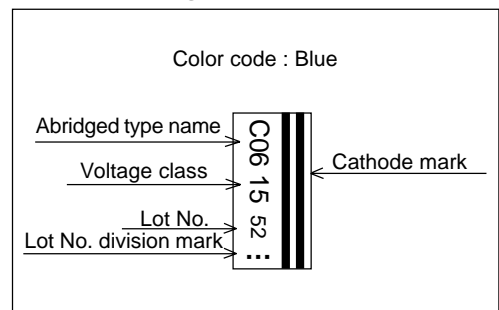 Color code : Blue
Abridged type name
Voltage class
Lot No.
Lot No. division mark
C06 15 52 ...
Cathode mark